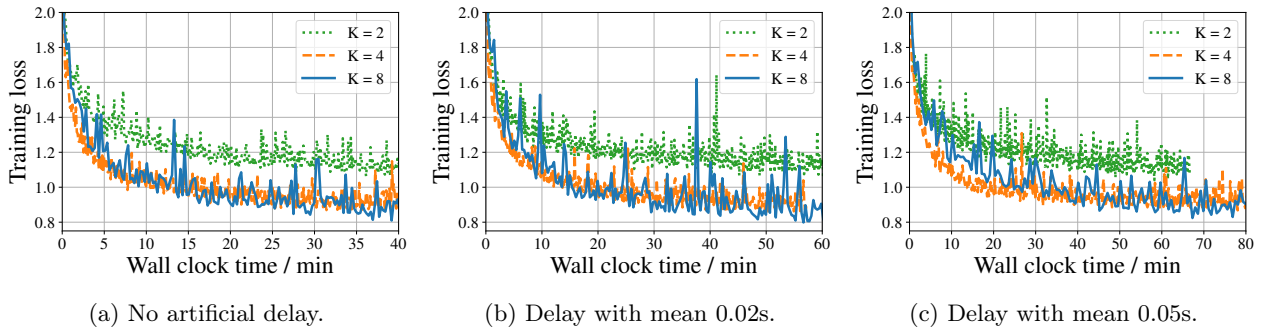 Training loss
2.0
1.8
1.6
1.4
1.2
1.0
0.8
K = 2
K = 4
K = 8
0 5 10 15 20 25 30 35 40
Wall clock time / min
(a) No artificial delay.
Training loss
2.0
1.8
1.6
1.4
1.2
1.0
0.8
K = 2
K = 4
K = 8
0 10 20 30 40 50 60
Wall clock time / min
(b) Delay with mean 0.02s.
Training loss
2.0
1.8
1.6
1.4
1.2
1.0
0.8
K = 2
K = 4
K = 8
0 10 20 30 40 50 60 70 80
Wall clock time / min
(c) Delay with mean 0.05s.